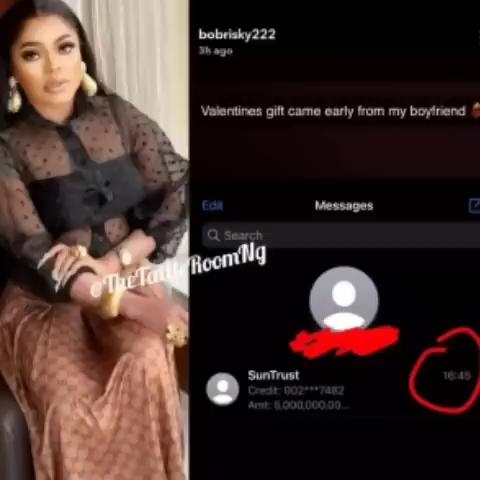 bobrisky222
3h ago
Valentines gift came early from my boyfriend
Edit
Messages
Search
@TheTattleRoomNg
SunTrust
16:45
Credit: 002***7482
Amt: 5,000,000.00...